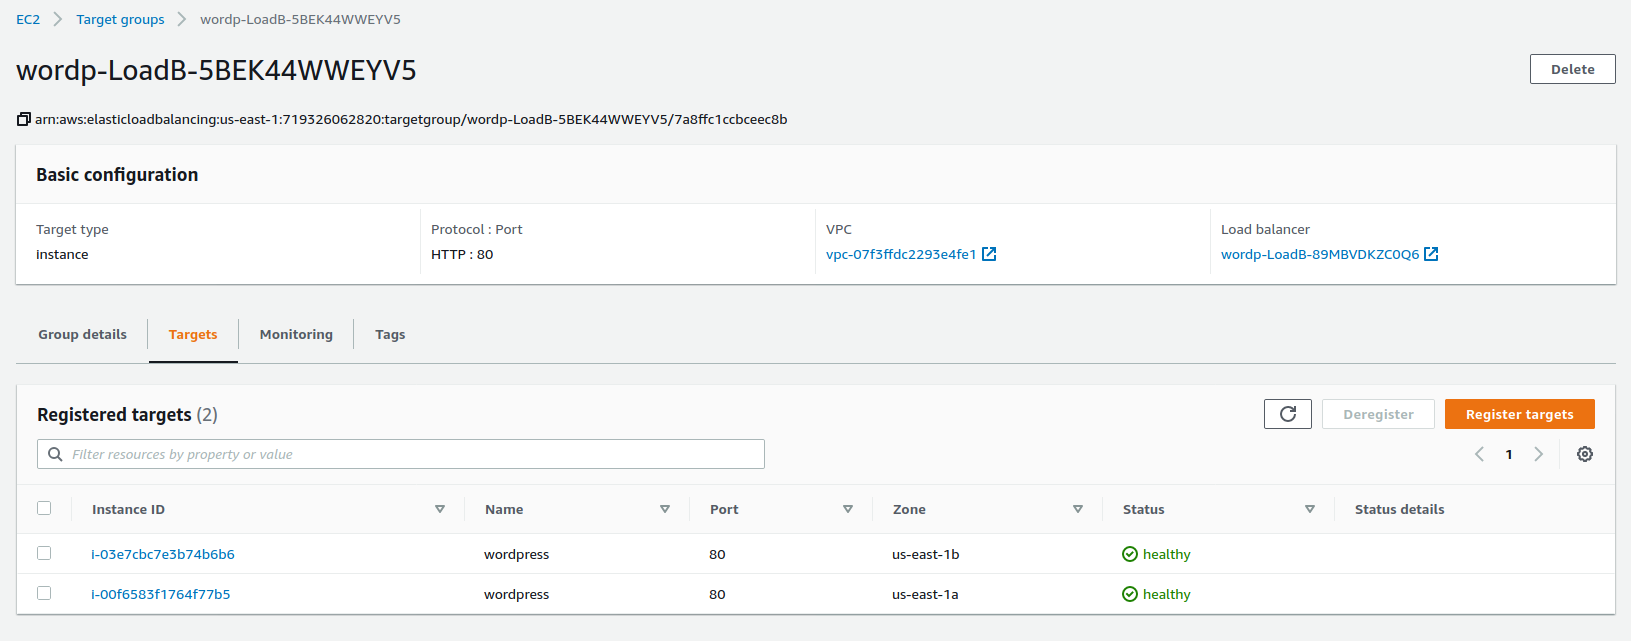 EC2 Target groups wordp-LoadB-5BEK44WWEYV5
wordp-LoadB-5BEK44WWEYV5
Delete
arn:aws:elasticloadbalancing:us-east-1:719326062820:targetgroup/wordp-LoadB-5BEK44WWEYV5/7a8ffc1ccbceec8b
Basic configuration
Target type
instance
Protocol : Port
HTTP : 80
VPC
vpc-07f3ffdc2293e4fe1
Load balancer
wordp-LoadB-89MBVDKZC0Q6
Group details Targets Monitoring Tags
Registered targets (2)
Deregister Register targets
Filter resources by property or value
1
Instance ID Name Port Zone Status Status details
i-03e7cbc7e3b74b6b6 wordpress 80 us-east-1b healthy
i-00f6583f1764f77b5 wordpress 80 us-east-1a healthy